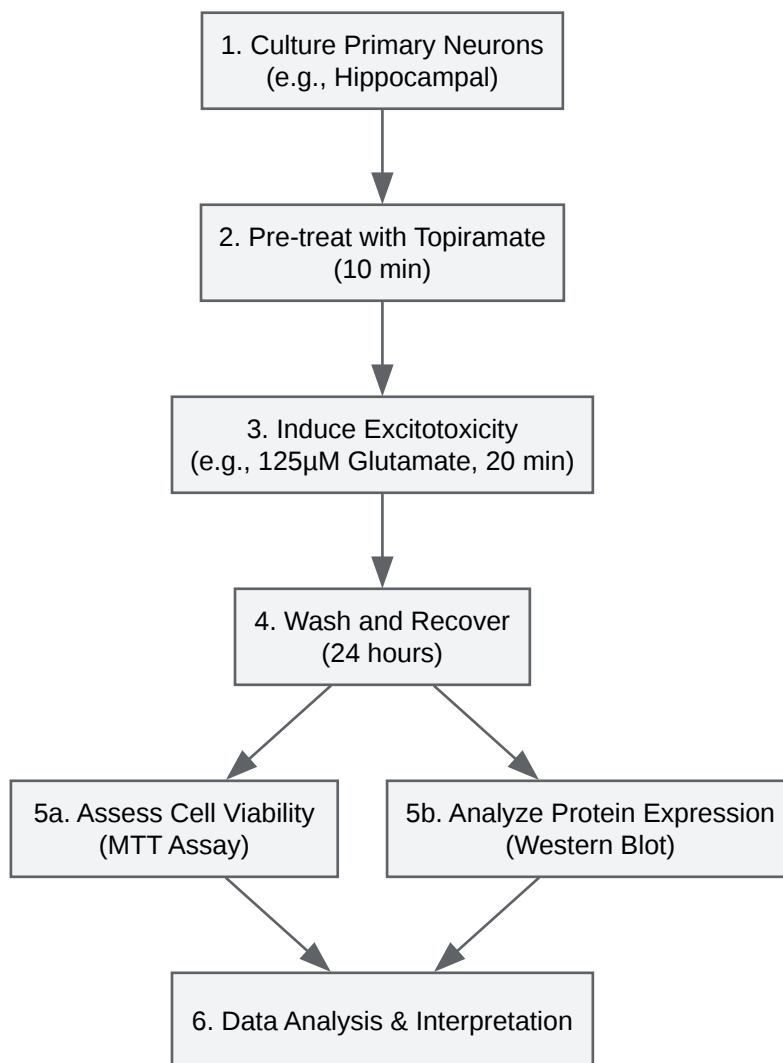 1. Culture Primary Neurons
(e.g., Hippocampal)
2. Pre-treat with Topiramate
(10 min)
3. Induce Excitotoxicity
(e.g., 125µM Glutamate, 20 min)
4. Wash and Recover
(24 hours)
5a. Assess Cell Viability
(MTT Assay)
5b. Analyze Protein Expression
(Western Blot)
6. Data Analysis & Interpretation